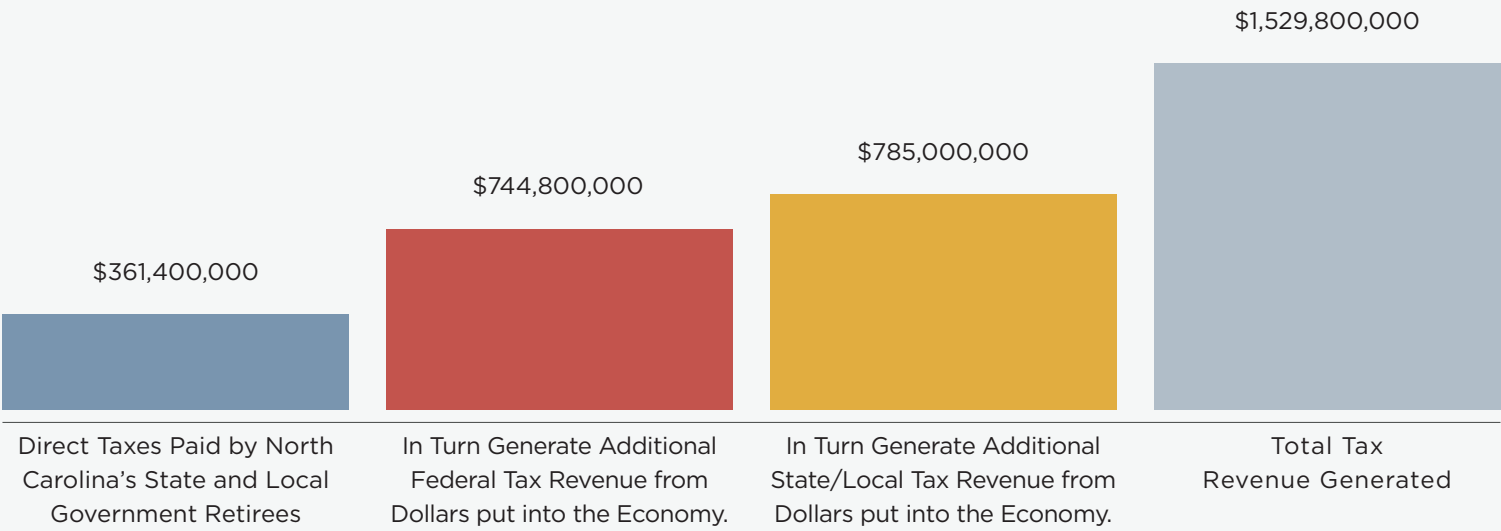 $1,529,800,000
$785,000,000
$744,800,000
$361,400,000
Direct Taxes Paid by North
Carolina’s State and Local
Government Retirees
In Turn Generate Additional
Federal Tax Revenue from
Dollars put into the Economy.
In Turn Generate Additional
State/Local Tax Revenue from
Dollars put into the Economy.
Total Tax
Revenue Generated